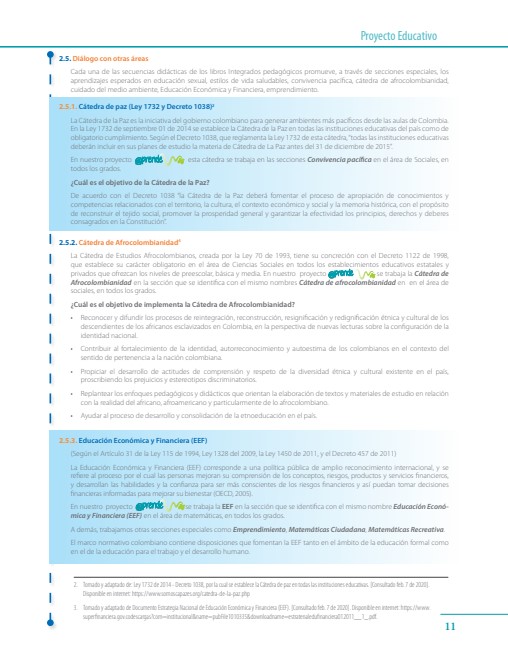 Proyecto Educativo
2.5. Diálogo con otras áreas
Cada una de las secuencias didácticas de los libros Integrados pedagógicos promueve, a través de secciones especiales, los
aprendizajes esperados en educación sexual, estilos de vida saludables, convivencia pacífica, cátedra de afrocolombianidad,
cuidado del medio ambiente, Educación Económica y Financiera, emprendimiento.
2.5.1. Cátedra de paz (Ley 1732 y Decreto 1038)²
La Cátedra de la Paz es la iniciativa del gobierno colombiano para generar ambientes más pacíficos desde las aulas de Colombia.
En la Ley 1732 de septiembre 01 de 2014 se establece la Cátedra de la Paz en todas las instituciones educativas del país como de
obligatorio cumplimiento. Según el Decreto 1038, que reglamenta la Ley 1732 de esta cátedra, "todas las instituciones educativas
deberán incluir en sus planes de estudio la materia de Cátedra de La Paz antes del 31 de diciembre de 2015".
En nuestro proyecto aprende esta cátedra se trabaja en las secciones Convivencia pacífica en el área de Sociales, en
todos los grados.
¿Cuál es el objetivo de la Cátedra de la Paz?
De acuerdo con el Decreto 1038 "la Cátedra de la Paz deberá fomentar el proceso de apropiación de conocimientos y
competencias relacionados con el territorio, la cultura, el contexto económico y social y la memoria histórica, con el propósito
de reconstruir el tejido social, promover la prosperidad general y garantizar la efectividad los principios, derechos y deberes
consagrados en la Constitución".
2.5.2. Cátedra de Afrocolombianidad³
La Cátedra de Estudios Afrocolombianos, creada por la Ley 70 de 1993, tiene su concreción con el Decreto 1122 de 1998,
que establece su carácter obligatorio en el área de Ciencias Sociales en todos los establecimientos educativos estatales y
privados que ofrezcan los niveles de preescolar, básica y media. En nuestro proyecto aprende se trabaja la Cátedra de
Afrocolombianidad en la sección que se identifica con el mismo nombres Cátedra de afrocolombianidad en en el área de
sociales, en todos los grados.
¿Cuál es el objetivo de implementa la Cátedra de Afrocolombianidad?
• Reconocer y difundir los procesos de reintegración, reconstrucción, resignificación y redignificación étnica y cultural de los
descendientes de los africanos esclavizados en Colombia, en la perspectiva de nuevas lecturas sobre la configuración de la
identidad nacional.
• Contribuir al fortalecimiento de la identidad, autorreconocimiento y autoestima de los colombianos en el contexto del
sentido de pertenencia a la nación colombiana.
• Propiciar el desarrollo de actitudes de comprensión y respeto de la diversidad étnica y cultural existente en el país,
proscribiendo los prejuicios y estereotipos discriminatorios.
• Replantear los enfoques pedagógicos y didácticos que orientan la elaboración de textos y materiales de estudio en relación
con la realidad del africano, afroamericano y particularmente de lo afrocolombiano.
• Ayudar al proceso de desarrollo y consolidación de la etnoeducación en el país.
2.5.3. Educación Económica y Financiera (EEF)
(Según el Artículo 31 de la Ley 115 de 1994, Ley 1328 del 2009, la Ley 1450 de 2011, y el Decreto 457 de 2011)
La Educación Económica y Financiera (EEF) corresponde a una política pública de amplio reconocimiento internacional, y se
refiere al proceso por el cual las personas mejoran su comprensión de los conceptos, riesgos, productos y servicios financieros,
y desarrollan las habilidades y la confianza para ser más conscientes de los riesgos financieros y así puedan tomar decisiones
financieras informadas para mejorar su bienestar (OECD, 2005).
En nuestro proyecto aprende se trabaja la EEF en la sección que se identifica con el mismo nombre Educación Econó-
mica y Financiera (EEF) en el área de matemáticas, en todos los grados.
A demás, trabajamos otras secciones especiales como Emprendimiento, Matemáticas Ciudadana, Matemáticas Recreativa.
El marco normativo colombiano contiene disposiciones que fomentan la EEF tanto en el ámbito de la educación formal como
en el de la educación para el trabajo y el desarrollo humano.
2. Tomado y adaptado de: Ley 1732 de 2014 - Decreto 1038, por la cual se establece la Cátedra de paz en todas las instituciones educativas. [Consultado feb. 7 de 2020].
Disponible en internet: https://www.somoscapazes.org/catedra-de-la-paz.php
3. Tomado y adaptado de Documento Estrategia Nacional de Educación Económica y Financiera (EEF). [Consultado feb. 7 de 2020]. Disponible en internet: https://www.
11